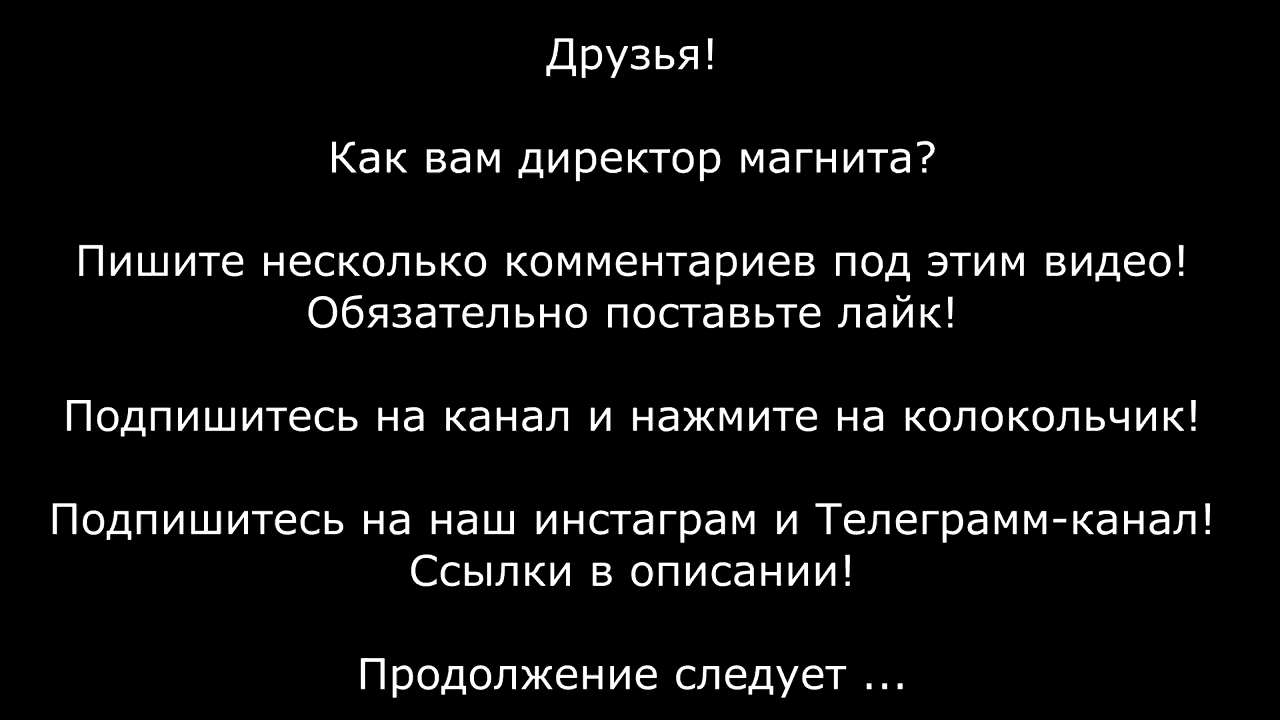 Друзья!
Как вам директор магнита?
Пишите несколько комментариев под этим видео!
Обязательно поставьте лайк!
Подпишитесь на канал и нажмите на колокольчик!
Подпишитесь на наш инстаграм и Телеграмм-канал!
Ссылки в описании!
Продолжение следует ...